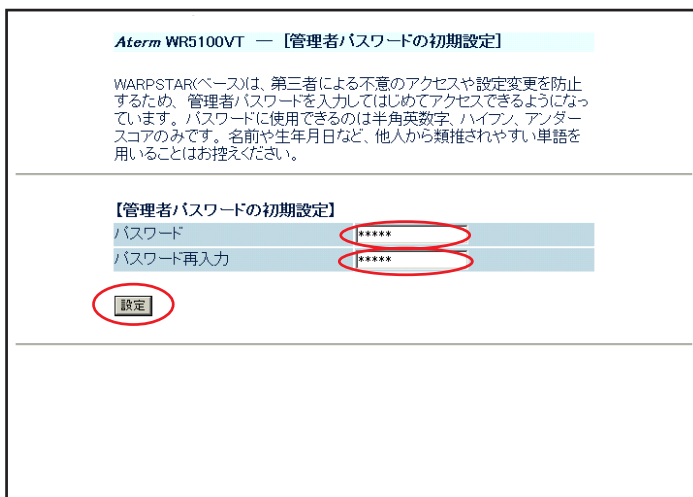 Aterm WR5100VT ― [管理者パスワードの初期設定]
WARPSTAR(ベース)は、第三者による不意のアクセスや設定変更を防止
するため、管理者パスワードを入力してはじめてアクセスできるようになっ
ています。パスワードに使用できるのは半角英数字、ハイフン、アンダー
スコアのみです。名前や生年月日など、他人から類推されやすい単語を
用いることはお控えください。
【管理者パスワードの初期設定】
パスワード *****
パスワード再入力 *****
設定